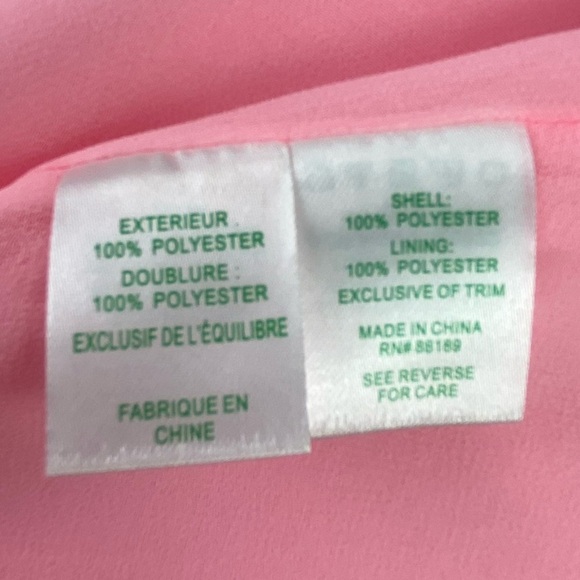 EXTERIEUR :
100% POLYESTER
DOUBLURE :
100% POLYESTER
EXCLUSIF DE L'ÉQUILIBRE
FABRIQUE EN
CHINE
SHELL:
100% POLYESTER
LINING:
100% POLYESTER
EXCLUSIVE OF TRIM
MADE IN CHINA
RN# 88189
SEE REVERSE
FOR CARE